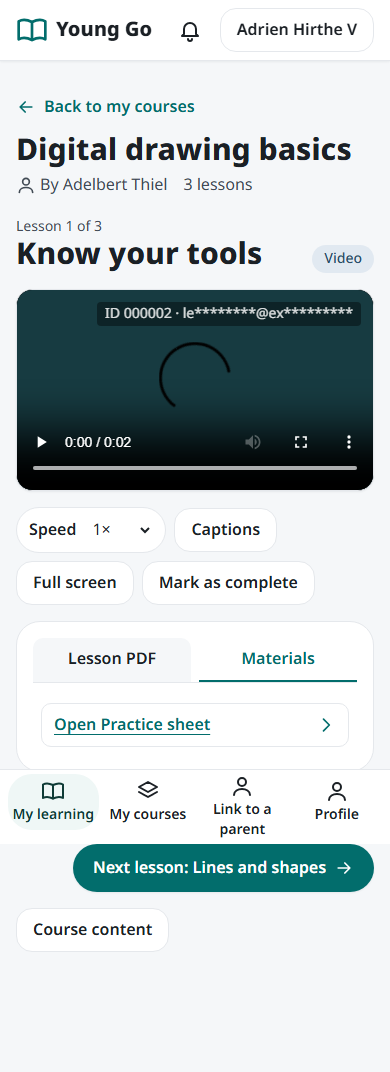 Young Go
Adrien Hirthe V
Back to my courses
Digital drawing basics
By Adelbert Thiel 3 lessons
Lesson 1 of 3
Know your tools
Video
ID 000002 · le********@ex*********
0:00 / 0:02
Speed 1×
Captions
Full screen
Mark as complete
Lesson PDF
Materials
Open Practice sheet
My learning
My courses
Link to a
parent
Profile
Next lesson: Lines and shapes
Course content